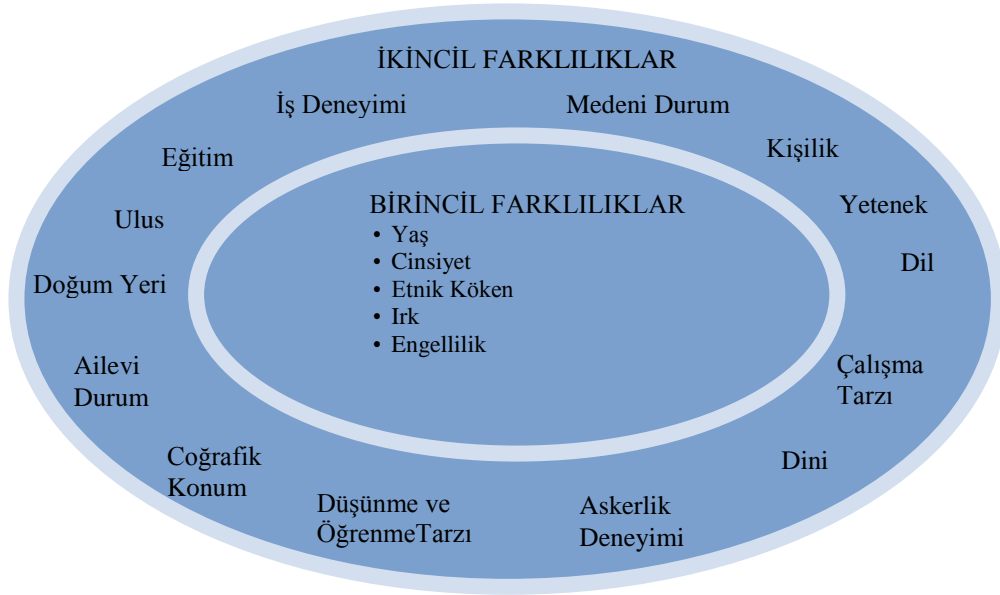 İKİNCİL FARKLILIKLAR
İş Deneyimi
Medeni Durum
Eğitim
Kişilik
Ulus
Yetenek
Doğum Yeri
Dil
BİRİNCİL FARKLILIKLAR
• Yaş
• Cinsiyet
• Etnik Köken
• Irk
• Engellilik
Ailevi
Durum
Çalışma
Tarzı
Coğrafik
Konum
Dini
Düşünme ve
ÖğrenmeTarzı
Askerlik
Deneyimi